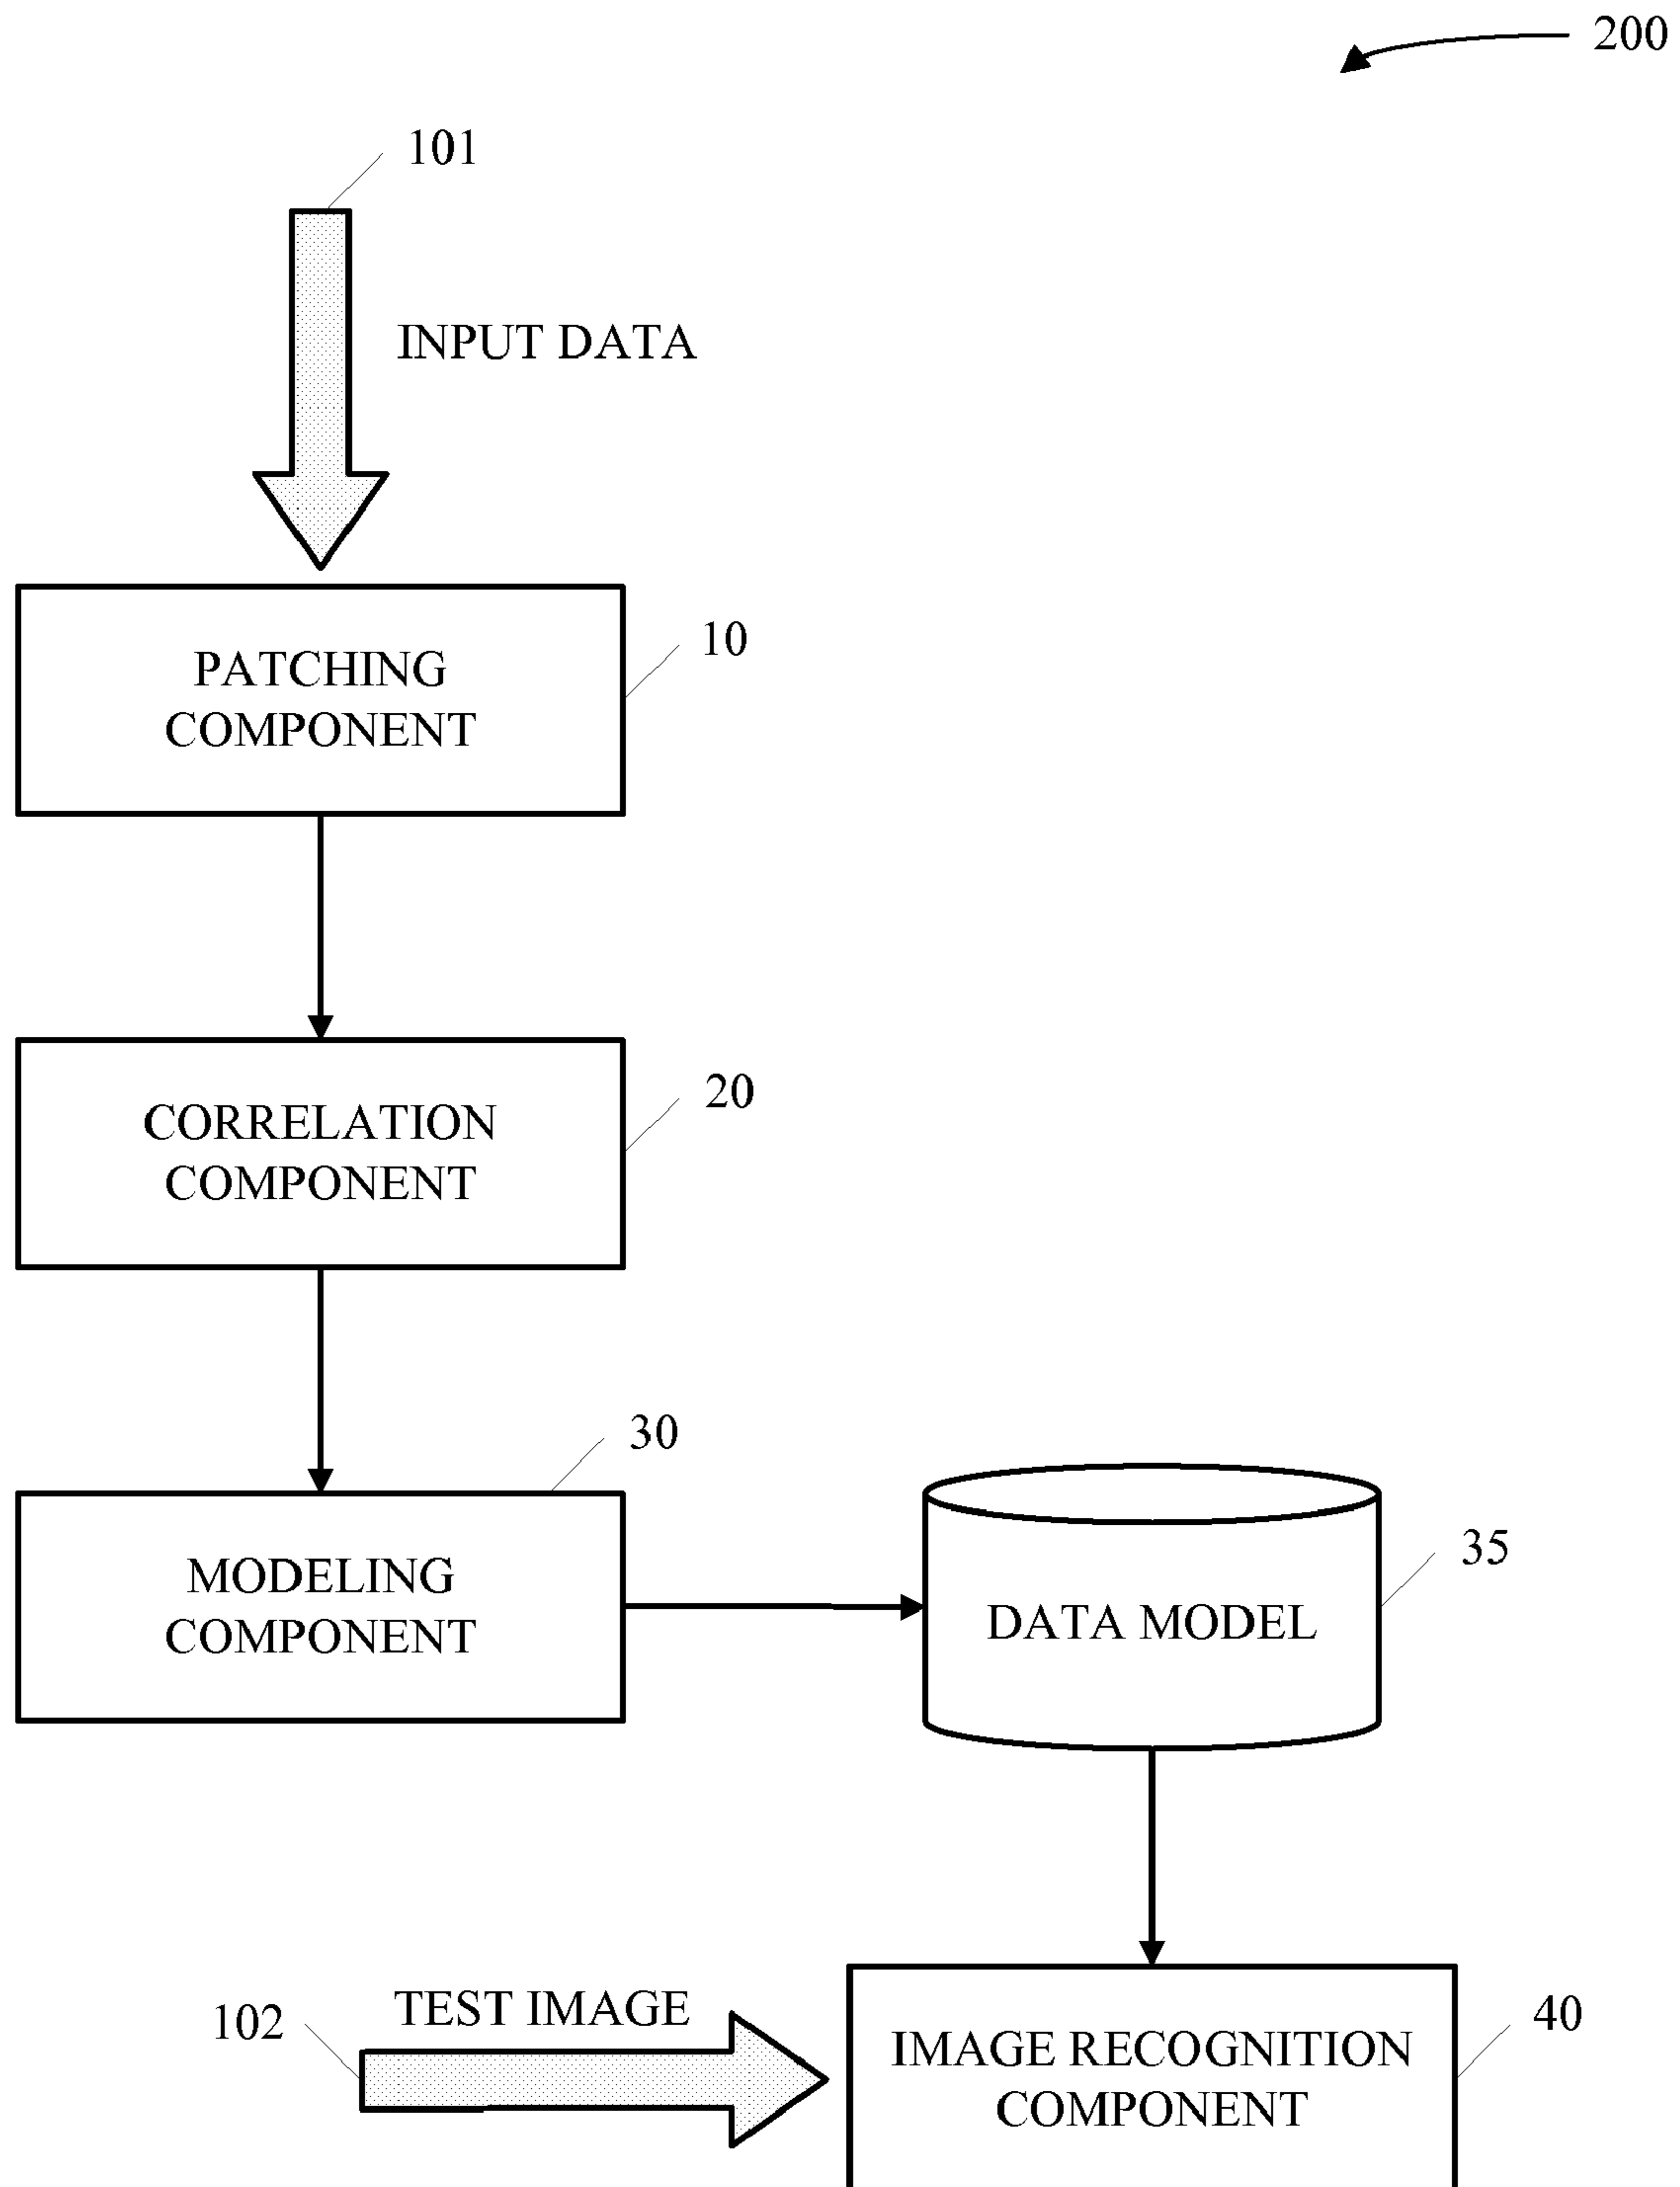 200
101
INPUT DATA
10
PATCHING
COMPONENT
20
CORRELATION
COMPONENT
30
MODELING
COMPONENT
35
DATA MODEL
102
TEST IMAGE
40
IMAGE RECOGNITION
COMPONENT